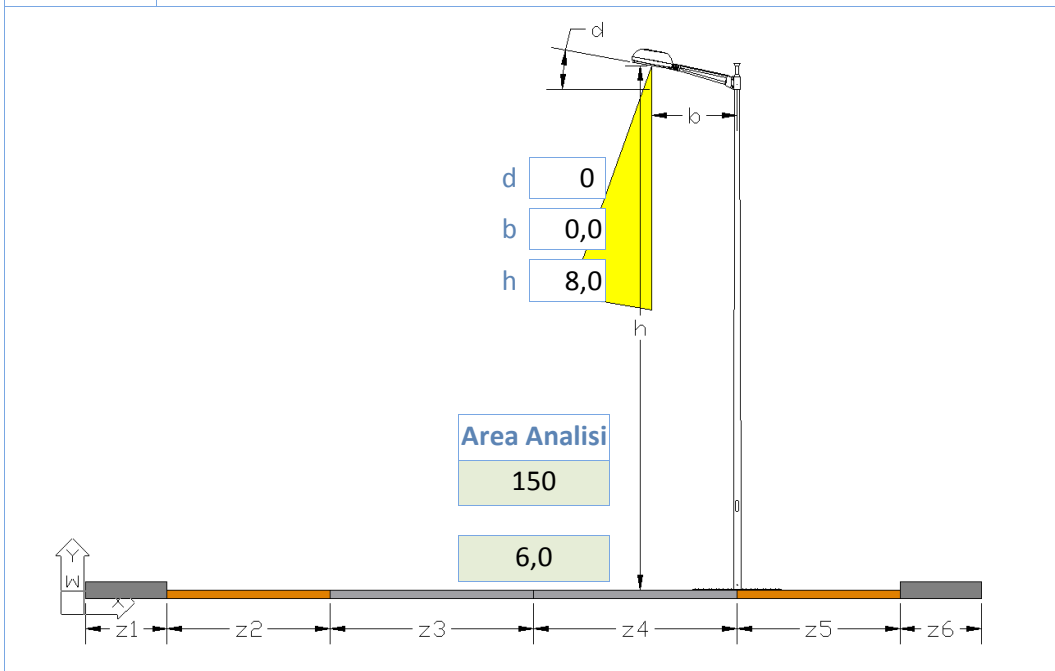 d
b
d 0
b 0,0
h 8,0
h
Area Analisi
150
6,0
Y
W
X
z1 z2 z3 z4 z5 z6